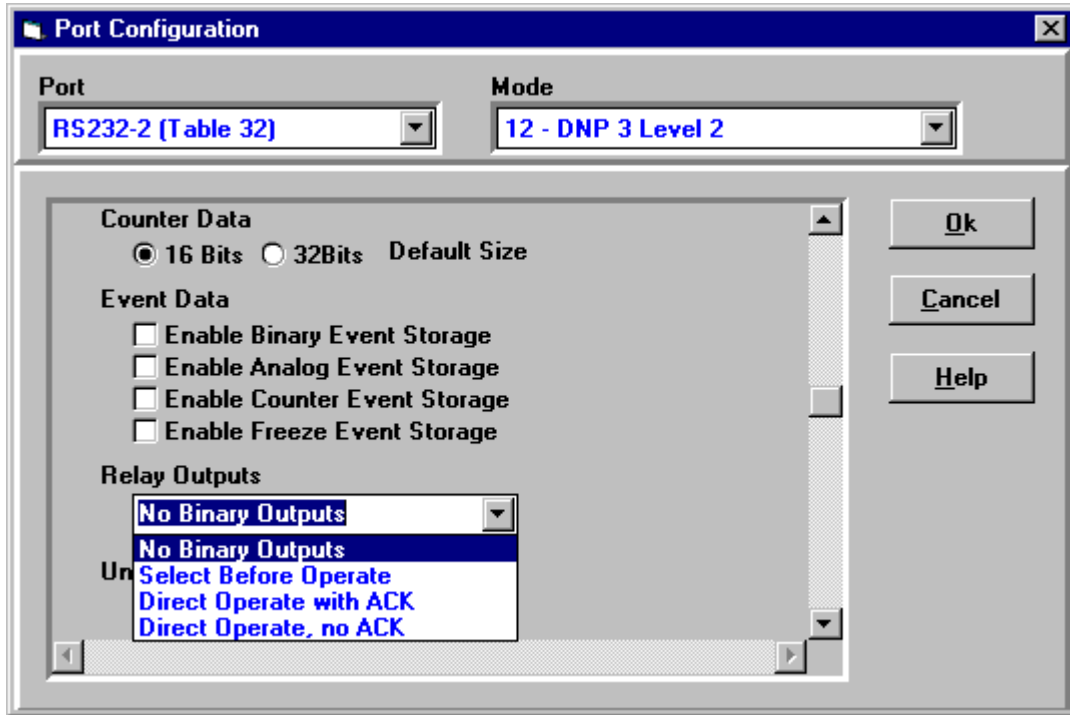 Port Configuration
Port
Mode
RS232-2 (Table 32)
12 - DNP 3 Level 2
Counter Data
16 Bits 32Bits Default Size
Event Data
Enable Binary Event Storage
Enable Analog Event Storage
Enable Counter Event Storage
Enable Freeze Event Storage
Relay Outputs
No Binary Outputs
No Binary Outputs
Un
Select Before Operate
Direct Operate with ACK
Direct Operate, no ACK
Ok
Cancel
Help